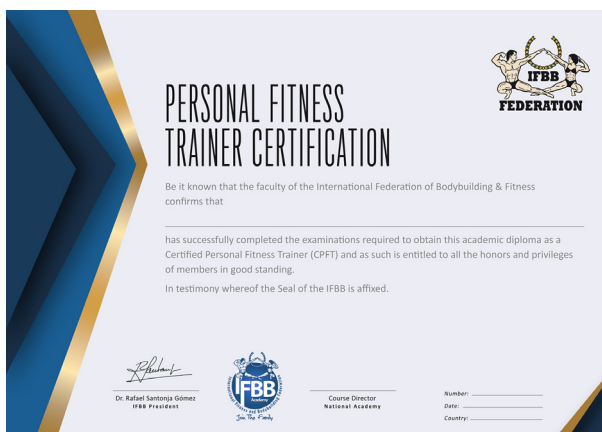 IFBB
FEDERATION
PERSONAL FITNESS
TRAINER CERTIFICATION
Be it known that the faculty of the International Federation of Bodybuilding & Fitness
confirms that
has successfully completed the examinations required to obtain this academic diploma as a
Certified Personal Fitness Trainer (CPFT) and as such is entitled to all the honors and privileges
of members in good standing.
In testimony whereof the Seal of the IFBB is affixed.
Dr. Rafael Santonja Gómez
IFBB President
IFBB
Academy
Join The Family
Course Director
National Academy
Number:
Date:
Country: